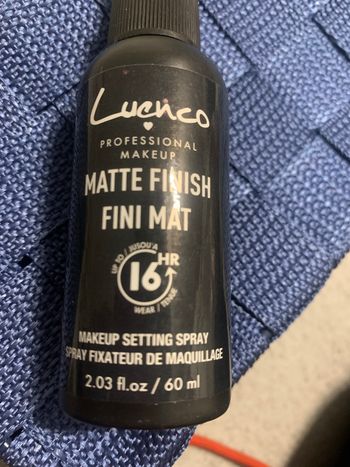 Luenco
PROFESSIONAL
MAKEUP
MATTE FINISH
FINI MAT
UP TO / JUSQU'A
16HR
WEAR / TENUE
MAKEUP SETTING SPRAY
SPRAY FIXATEUR DE MAQUILLAGE
2.03 fl.oz / 60 ml